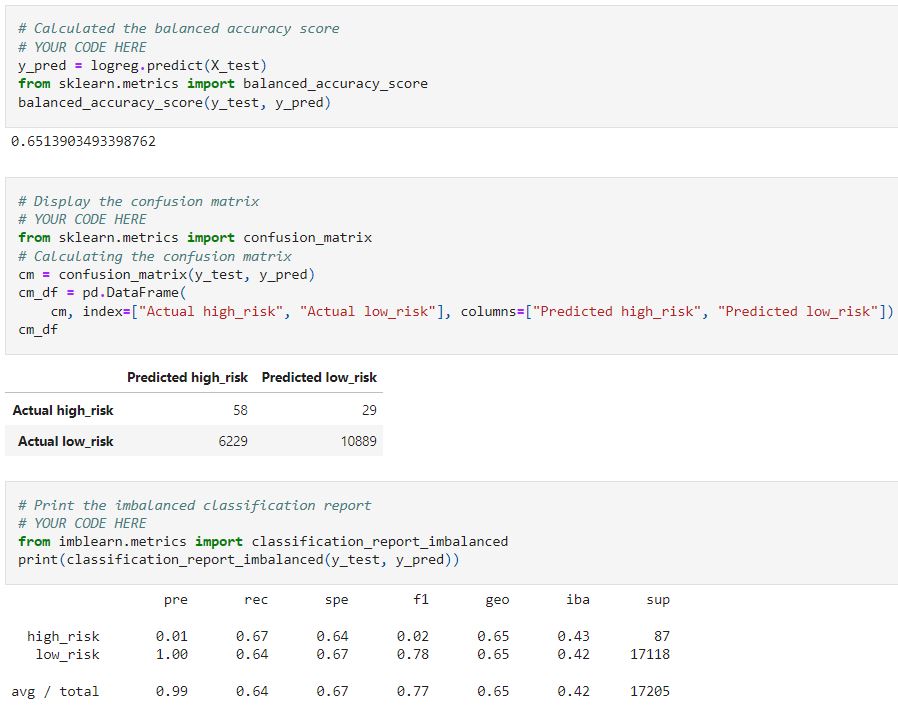 # Calculated the balanced accuracy score
# YOUR CODE HERE
y_pred = logreg.predict(X_test)
from sklearn.metrics import balanced_accuracy_score
balanced_accuracy_score(y_test, y_pred)
0.6513903493398762
# Display the confusion matrix
# YOUR CODE HERE
from sklearn.metrics import confusion_matrix
# Calculating the confusion matrix
cm = confusion_matrix(y_test, y_pred)
cm_df = pd.DataFrame(
    cm, index=["Actual high_risk", "Actual low_risk"], columns=["Predicted high_risk", "Predicted low_risk"])
cm_df
Predicted high_risk Predicted low_risk
Actual high_risk 58 29
Actual low_risk 6229 10889
# Print the imbalanced classification report
# YOUR CODE HERE
from imblearn.metrics import classification_report_imbalanced
print(classification_report_imbalanced(y_test, y_pred))
pre rec spe f1 geo iba sup
high_risk 0.01 0.67 0.64 0.02 0.65 0.43 87
low_risk 1.00 0.64 0.67 0.78 0.65 0.42 17118
avg / total 0.99 0.64 0.67 0.77 0.65 0.42 17205